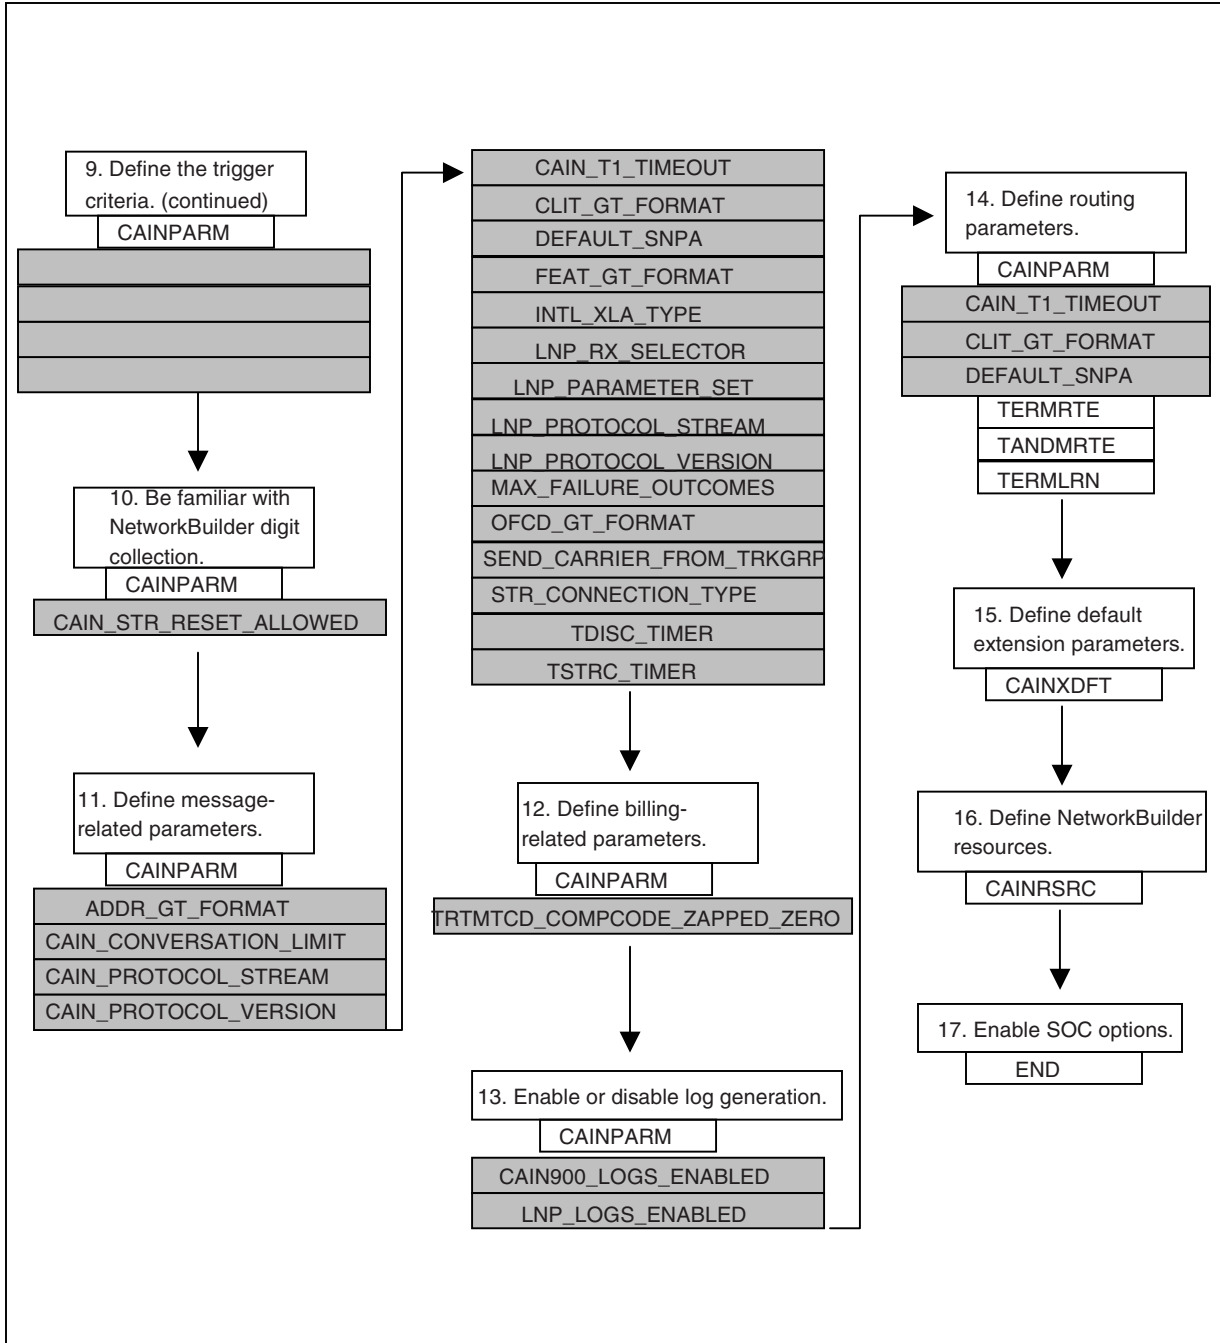 9. Define the trigger
criteria. (continued)
CAINPARM
10. Be familiar with
NetworkBuilder digit
collection.
CAINPARM
CAIN_STR_RESET_ALLOWED
11. Define message-
related parameters.
CAINPARM
ADDR_GT_FORMAT
CAIN_CONVERSATION_LIMIT
CAIN_PROTOCOL_STREAM
CAIN_PROTOCOL_VERSION
CAIN_T1_TIMEOUT
CLIT_GT_FORMAT
DEFAULT_SNPA
FEAT_GT_FORMAT
INTL_XLA_TYPE
LNP_RX_SELECTOR
LNP_PARAMETER_SET
LNP_PROTOCOL_STREAM
LNP_PROTOCOL_VERSION
MAX_FAILURE_OUTCOMES
OFCD_GT_FORMAT
SEND_CARRIER_FROM_TRKGRP
STR_CONNECTION_TYPE
TDISC_TIMER
TSTRC_TIMER
12. Define billing-
related parameters.
CAINPARM
TRTMTCD_COMPCODE_ZAPPED_ZERO
13. Enable or disable log generation.
CAINPARM
CAIN900_LOGS_ENABLED
LNP_LOGS_ENABLED
14. Define routing
parameters.
CAINPARM
CAIN_T1_TIMEOUT
CLIT_GT_FORMAT
DEFAULT_SNPA
TERMRTE
TANDMRTE
TERMLRN
15. Define default
extension parameters.
CAINXDFT
16. Define NetworkBuilder
resources.
CAINRSRC
17. Enable SOC options.
END